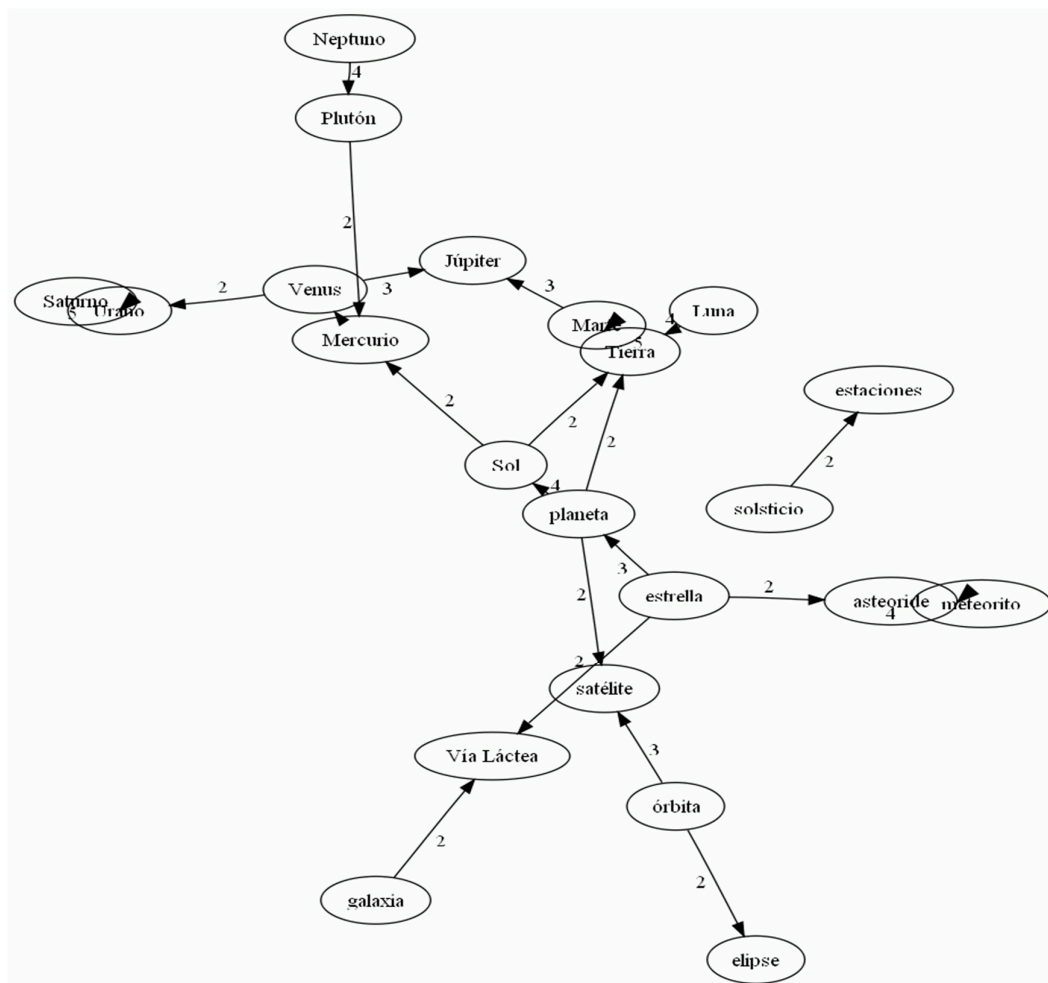 Neptuno
4
Plutón
2
Júpiter
2
Venus
3
3
Saturno
Urano
5
Marte
4
Luna
Mercurio
5
Tierra
estaciones
2
2
2
2
Sol
4
planeta
solsticio
3
2
estrella
2
asteoride
meteorito
4
2
satélite
Vía Láctea
3
órbita
2
2
galaxia
elipse